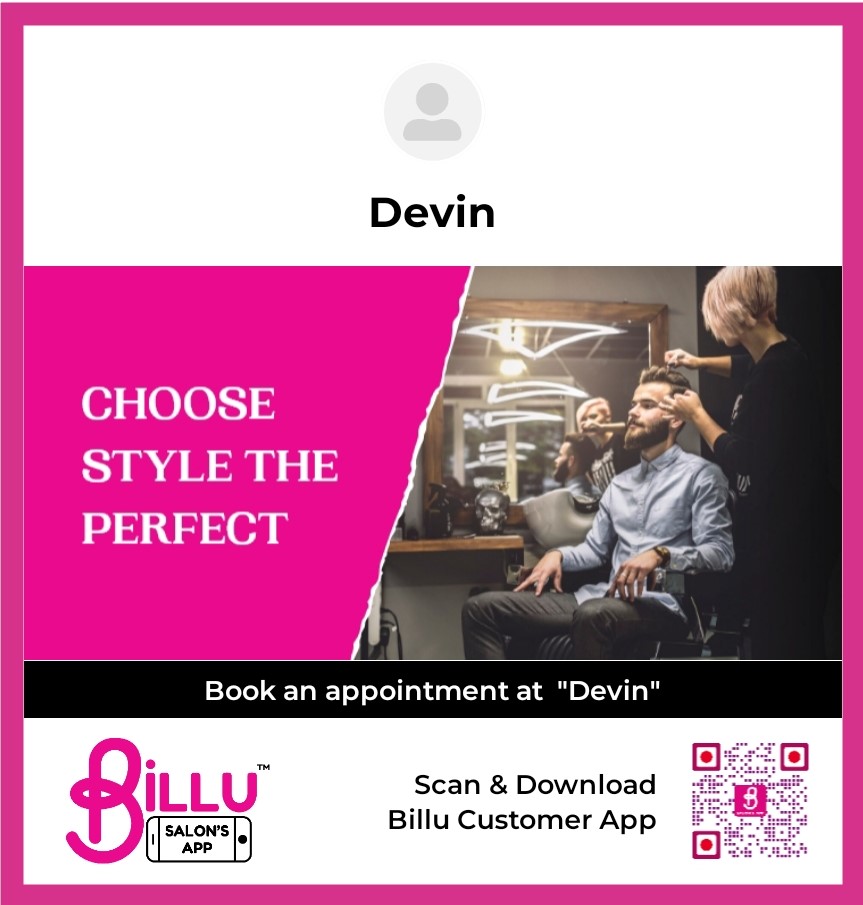 Devin
CHOOSE
STYLE THE
PERFECT
Book an appointment at "Devin"
BiLLU™
SALON'S
APP
Scan & Download
Billu Customer App